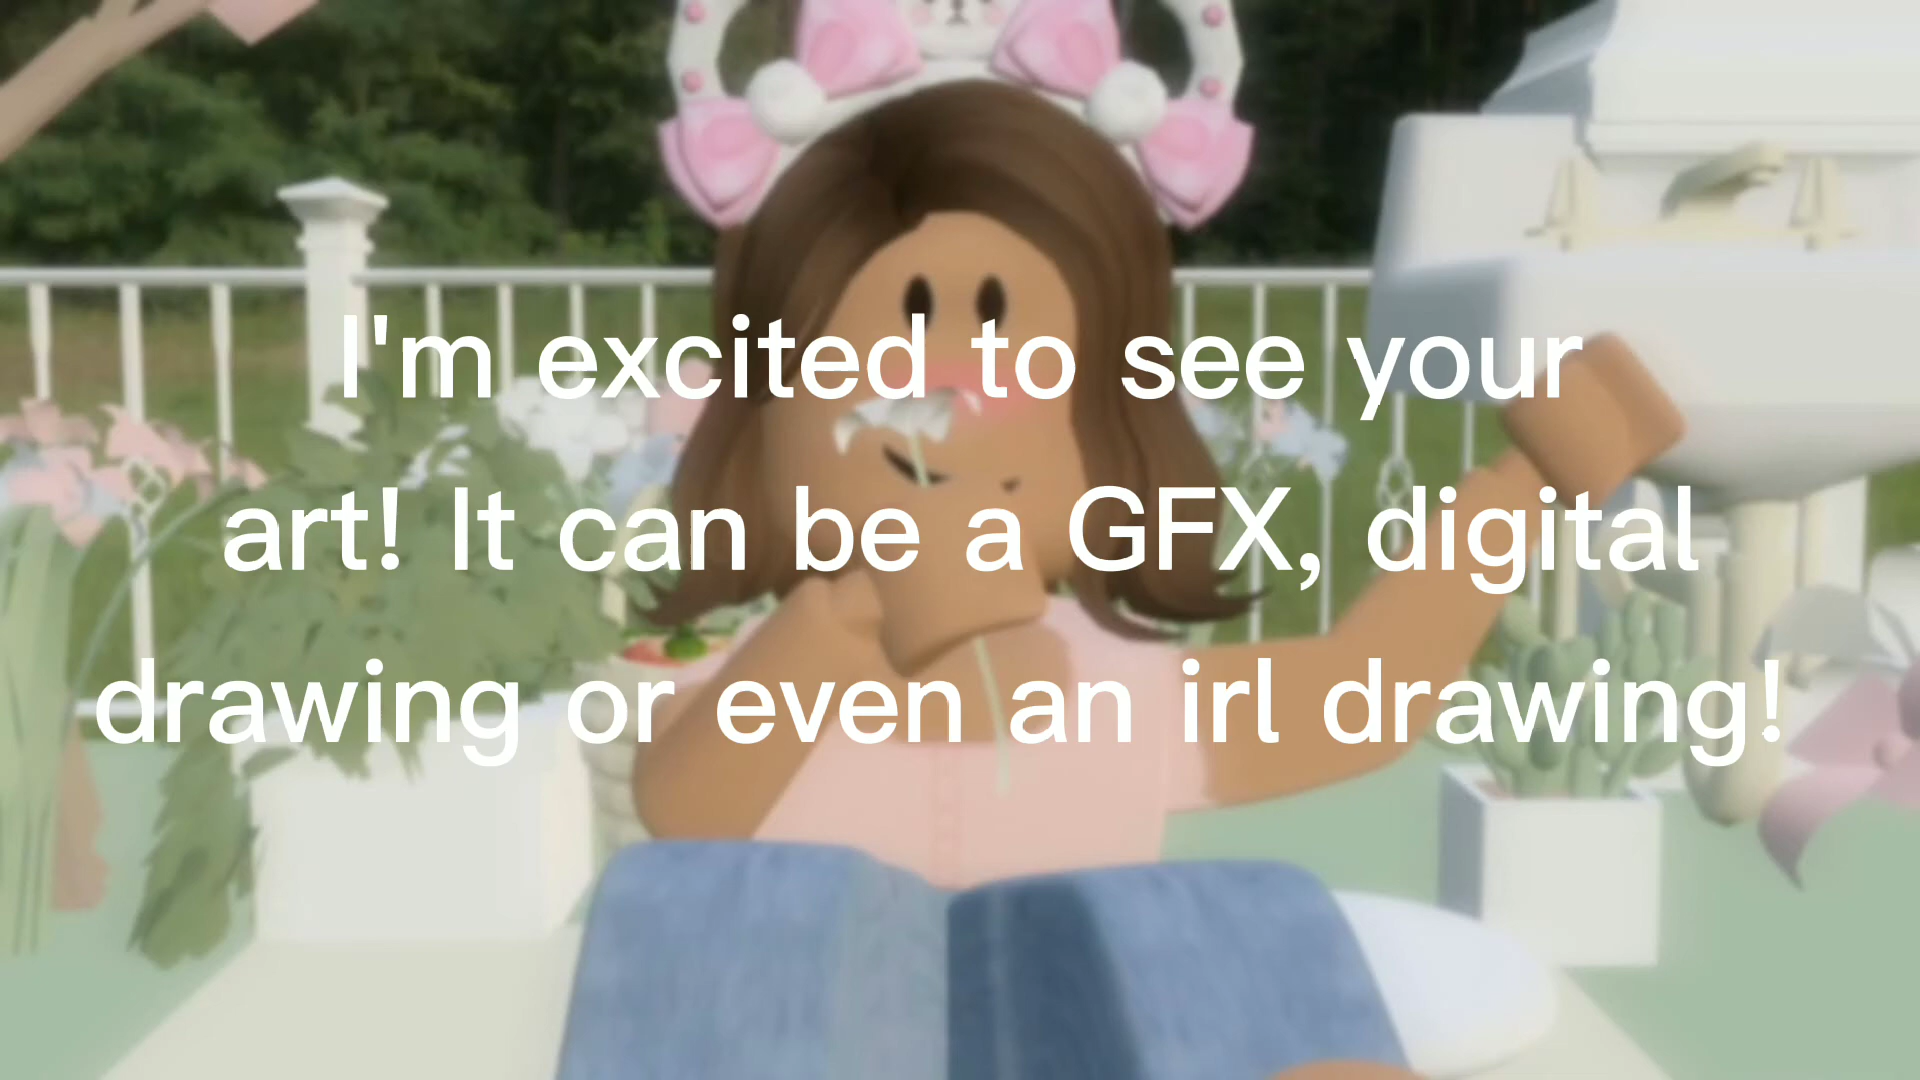 I'm excited to see your
art! It can be a GFX, digital
drawing or even an irl drawing!